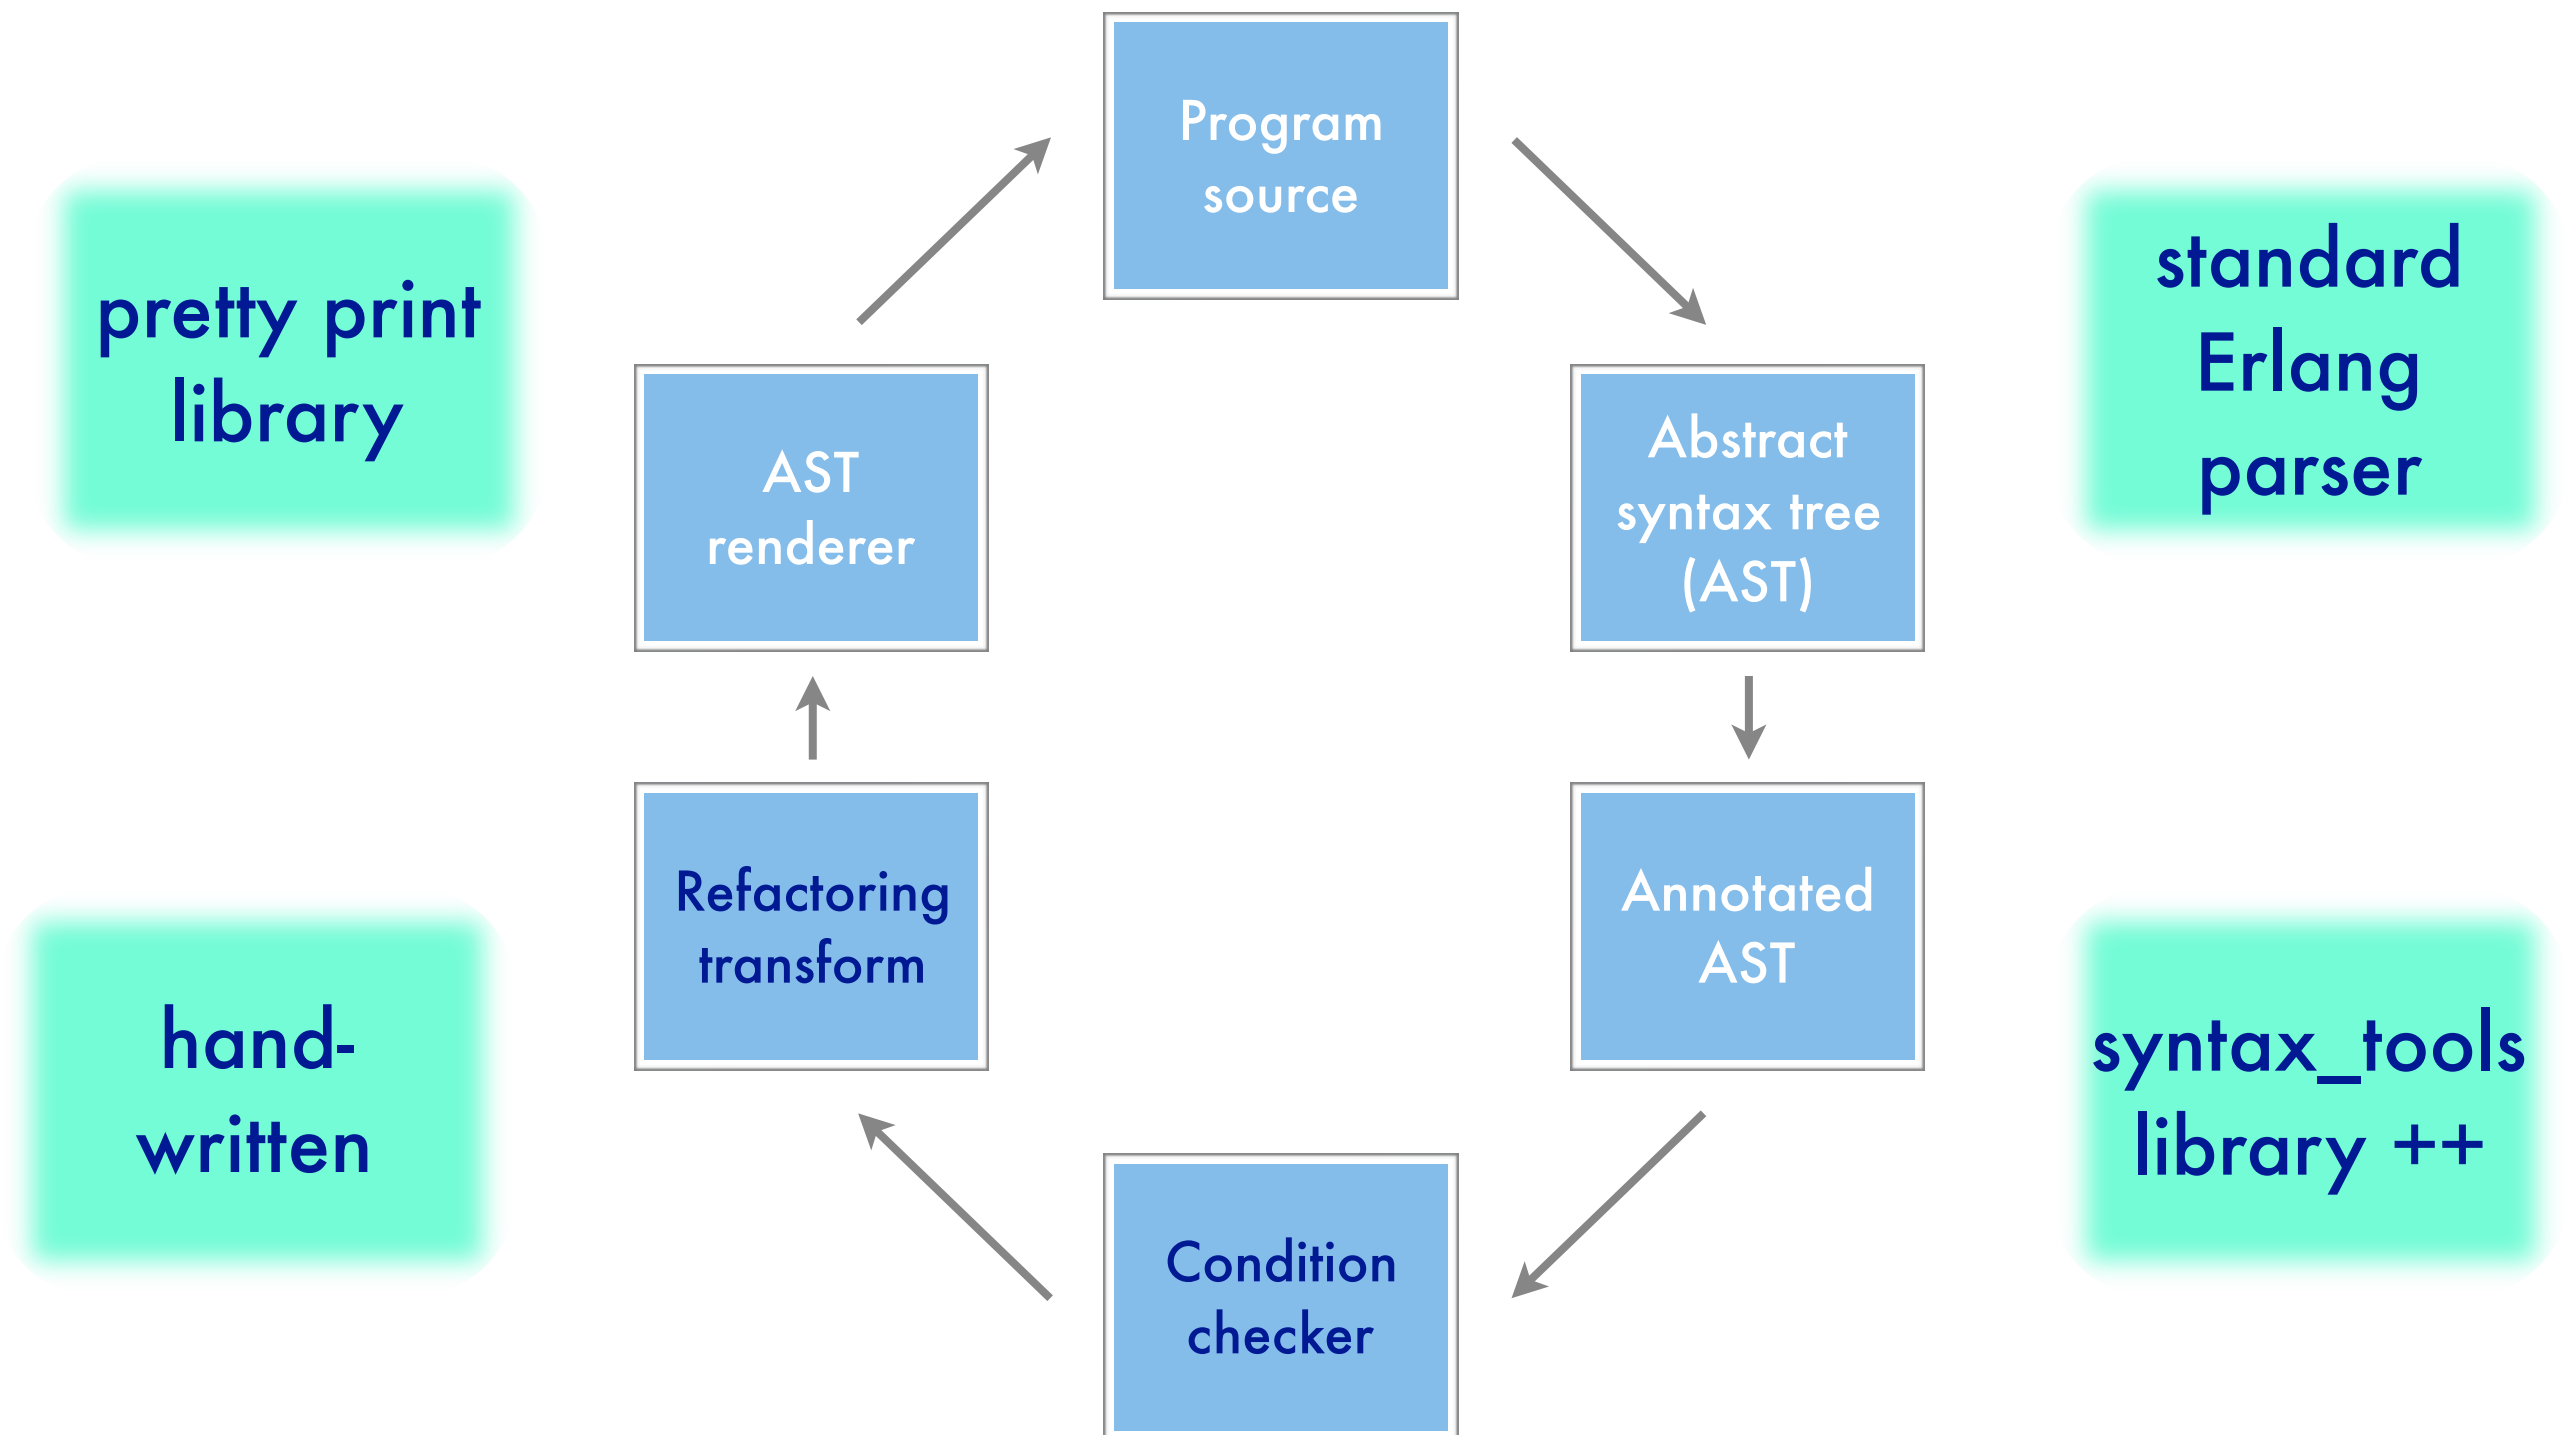 Program
source
pretty print
library
standard
Erlang
parser
AST
renderer
Abstract
syntax tree
(AST)
Refactoring
transform
Annotated
AST
hand-
written
syntax_tools
library ++
Condition
checker